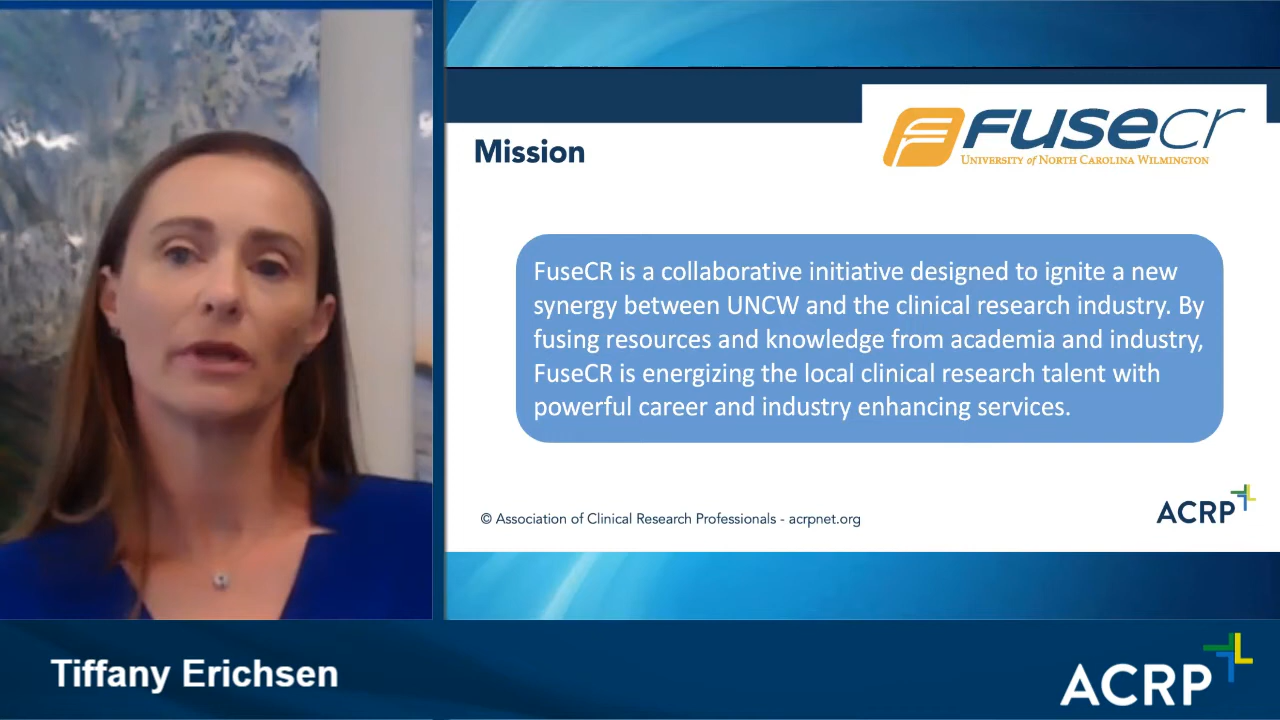 FUSECr
UNIVERSITY of NORTH CAROLINA WILMINGTON
Mission
FuseCR is a collaborative initiative designed to ignite a new
synergy between UNCW and the clinical research industry. By
fusing resources and knowledge from academia and industry,
FuseCR is energizing the local clinical research talent with
powerful career and industry enhancing services.
© Association of Clinical Research Professionals - acrpnet.org
ACRP
Tiffany Erichsen
ACRP